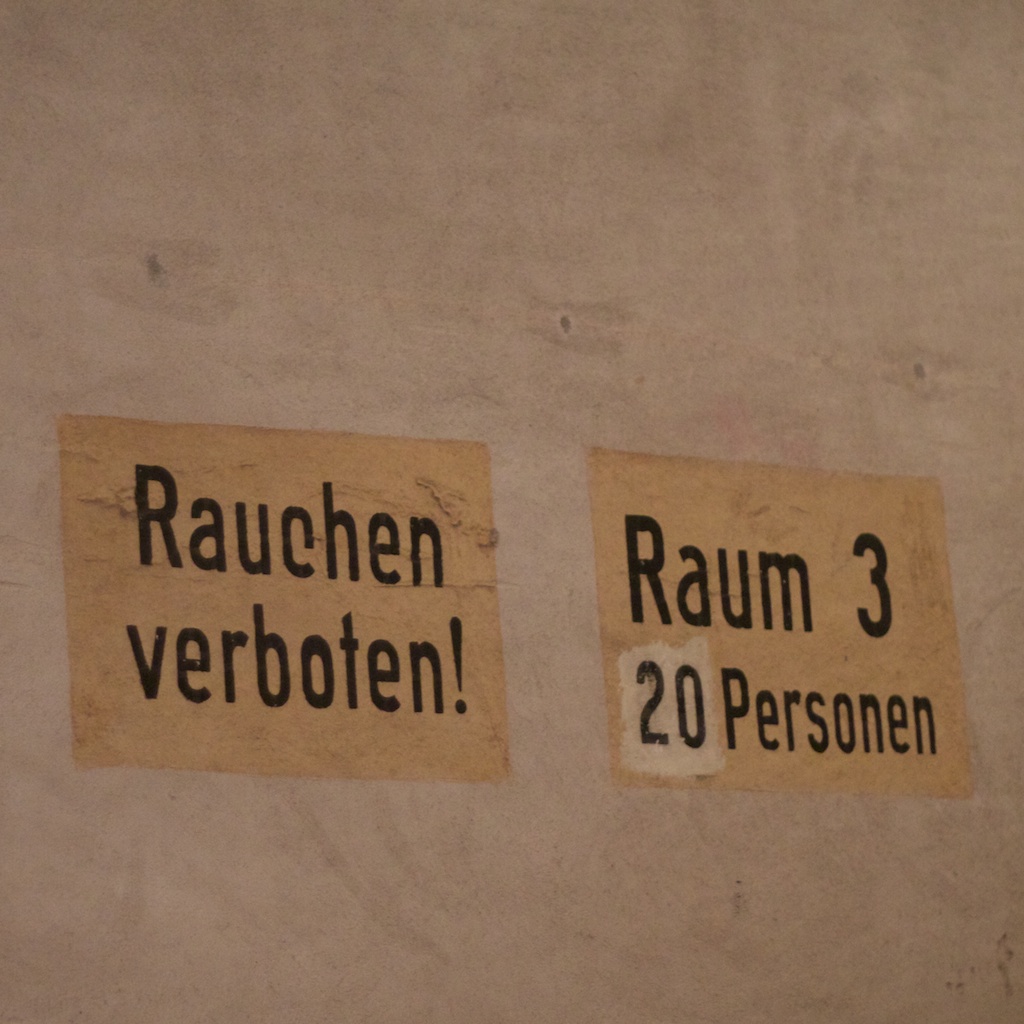 Rauchen
verboten!
Raum 3
20 Personen